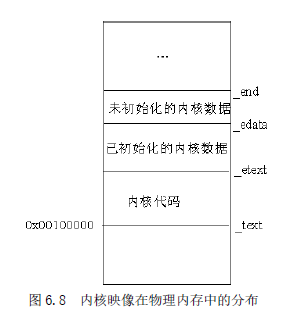 …
_end
未初始化的内核数据
_edata
已初始化的内核数据
_etext
内核代码
0x00100000
_text
图 6.8 内核映像在物理内存中的分布